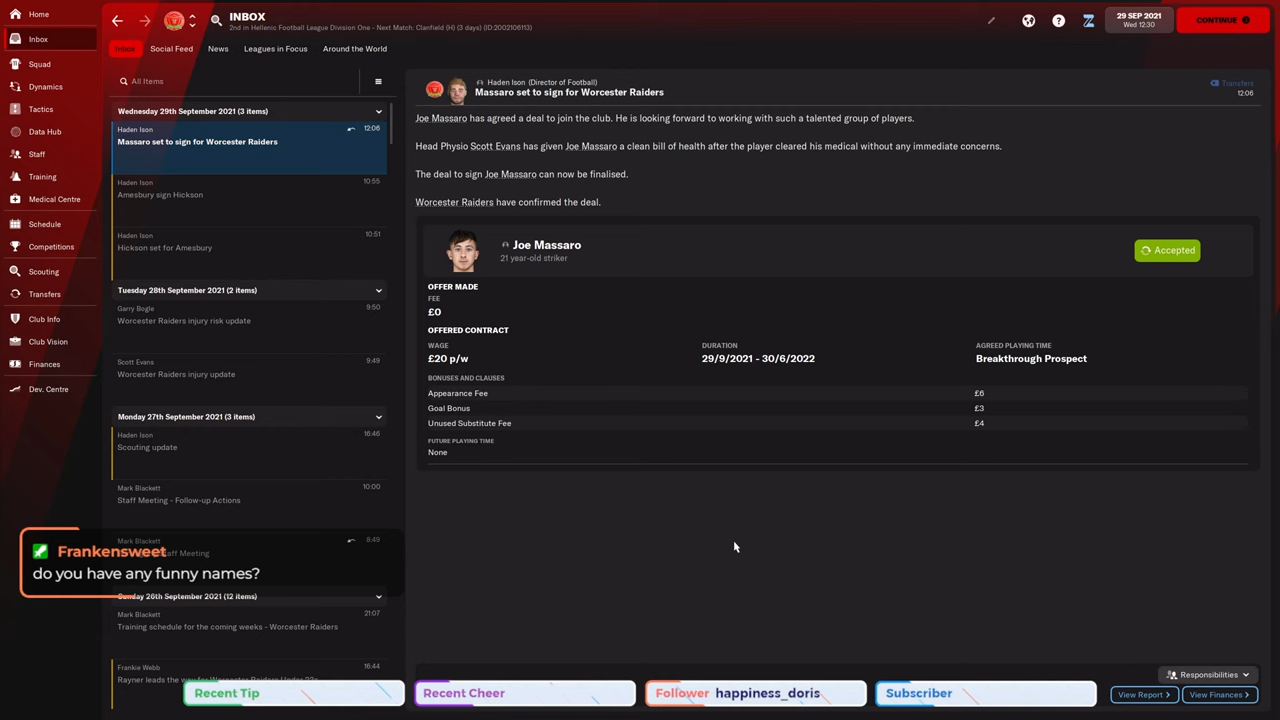 Home
Inbox
Squad
Dynamics
Tactics
Data Hub
Staff
Training
Medical Centre
Schedule
Competitions
Scouting
Transfers
Club Info
Club Vision
Finances
Dev. Centre
INBOX
2nd in Hellenic Football League Division One - Next Match: Clanfield (H) (3 days) (ID:2002106113)
29 SEP 2021
Wed 12:30
CONTINUE
Inbox
Social Feed
News
Leagues in Focus
Around the World
All Items
Wednesday 29th September 2021 (3 items)
Haden Ison
12:06
Massaro set to sign for Worcester Raiders
Haden Ison
10:55
Amesbury sign Hickson
Haden Ison
10:51
Hickson set for Amesbury
Tuesday 28th September 2021 (2 items)
Garry Bogle
9:50
Worcester Raiders injury risk update
Scott Evans
9:49
Worcester Raiders injury update
Monday 27th September 2021 (3 items)
Haden Ison
16:46
Scouting update
Mark Blackett
10:00
Staff Meeting - Follow-up Actions
Mark Blackett
8:49
Staff Meeting
Sunday 26th September 2021 (12 items)
Mark Blackett
21:07
Training schedule for the coming weeks - Worcester Raiders
Frankie Webb
16:44
Rayner leads the way for Worcester Raiders Under 23s
Haden Ison (Director of Football)
Massaro set to sign for Worcester Raiders
Transfers
12:06
Joe Massaro has agreed a deal to join the club. He is looking forward to working with such a talented group of players.
Head Physio Scott Evans has given Joe Massaro a clean bill of health after the player cleared his medical without any immediate concerns.
The deal to sign Joe Massaro can now be finalised.
Worcester Raiders have confirmed the deal.
Joe Massaro
21 year-old striker
Accepted
OFFER MADE
FEE
£0
OFFERED CONTRACT
WAGE
£20 p/w
DURATION
29/9/2021 - 30/6/2022
AGREED PLAYING TIME
Breakthrough Prospect
BONUSES AND CLAUSES
Appearance Fee
£6
Goal Bonus
£3
Unused Substitute Fee
£4
FUTURE PLAYING TIME
None
Responsibilities
View Report
View Finances
Frankensweet
do you have any funny names?
Recent Tip
Recent Cheer
Follower happiness_doris
Subscriber